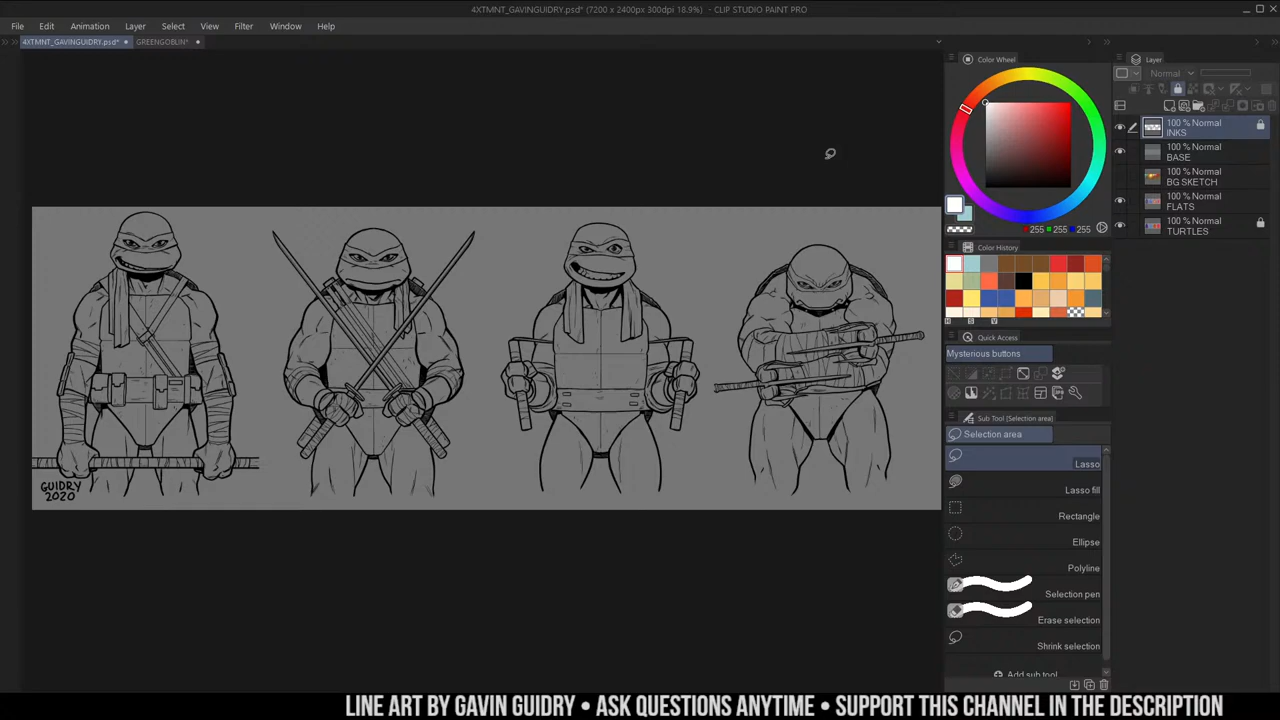 4XTMNT_GAVINGUIDRY.psd* (7200 x 2400px 300dpi 18.9%) - CLIP STUDIO PAINT PRO
File Edit Animation Layer Select View Filter Window Help
4XTMNT_GAVINGUIDRY.psd* GREENGOBLIN*
Color Wheel
255 255 255
Color History
H S V
Quick Access
Mysterious buttons
Sub Tool [Selection area]
Selection area
Lasso
Lasso fill
Rectangle
Ellipse
Polyline
Selection pen
Erase selection
Shrink selection
Add sub tool
Layer
Normal
100 % Normal
INKS
100 % Normal
BASE
100 % Normal
BG SKETCH
100 % Normal
FLATS
100 % Normal
TURTLES
GUIDRY
2020
LINE ART BY GAVIN GUIDRY • ASK QUESTIONS ANYTIME • SUPPORT THIS CHANNEL IN THE DESCRIPTION